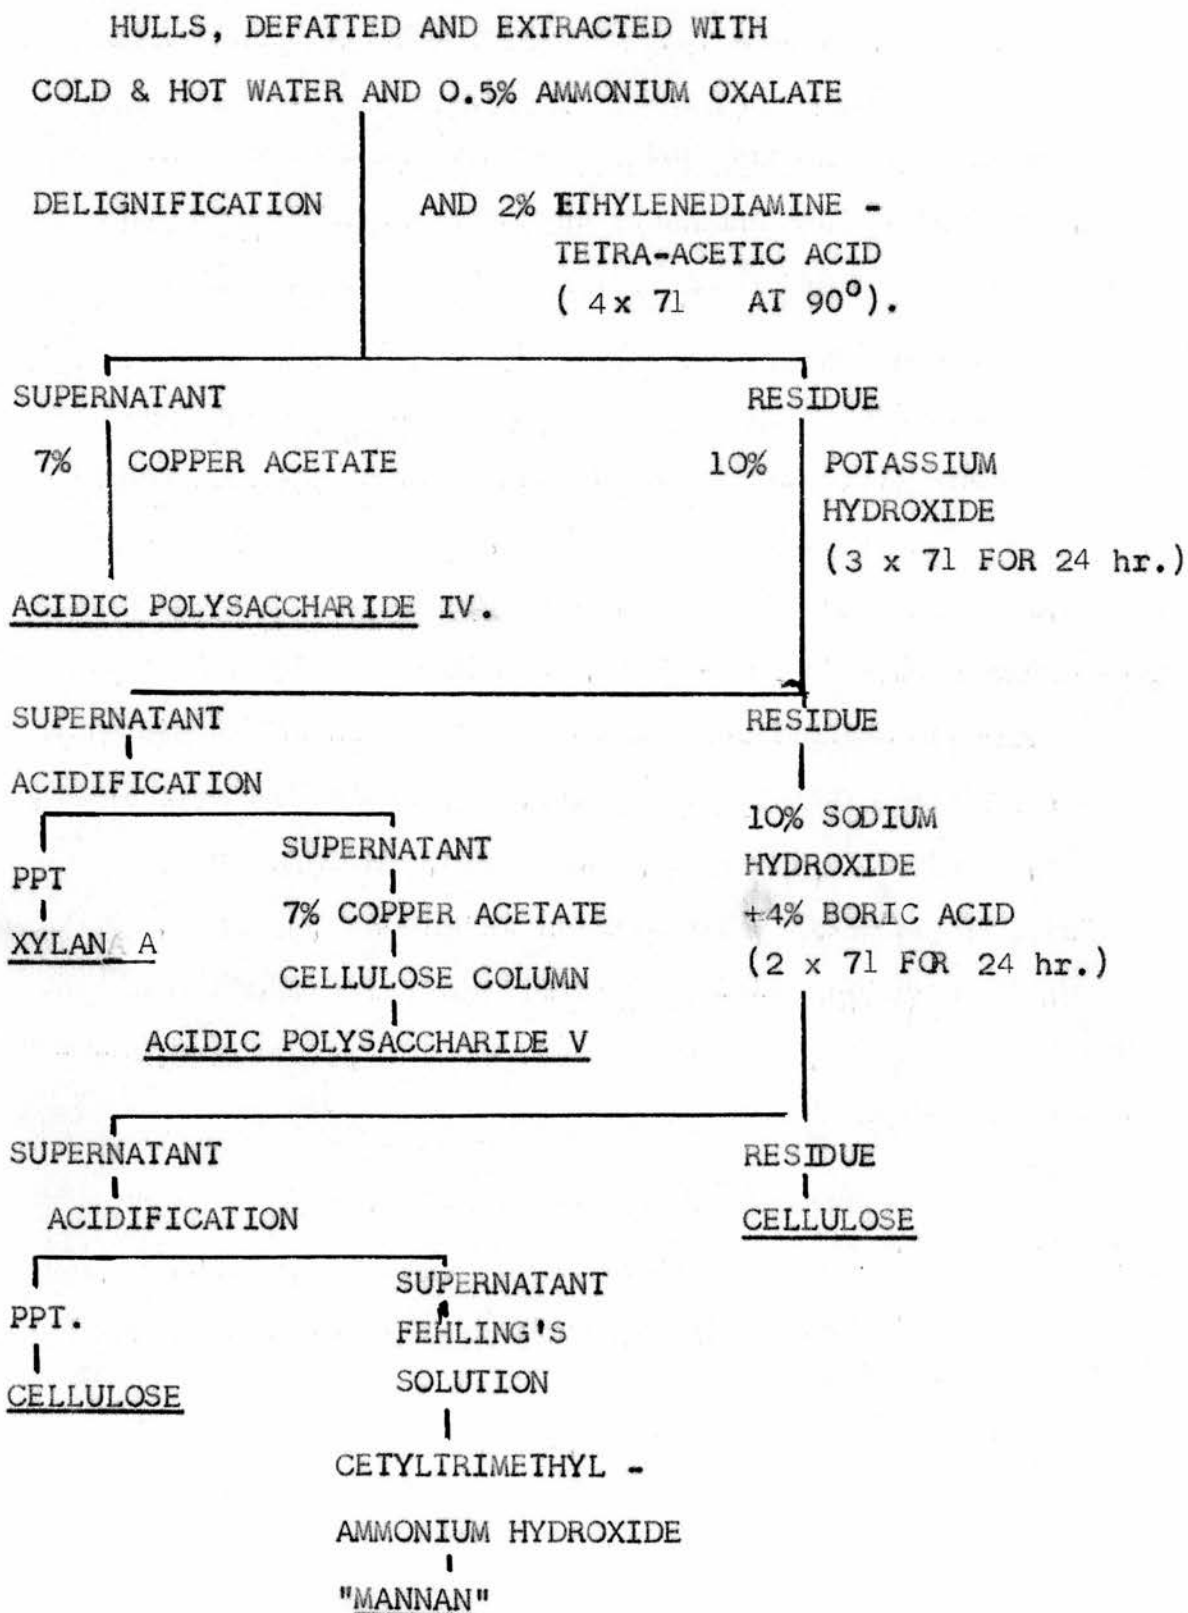 HULLS, DEFATTED AND EXTRACTED WITH
COLD & HOT WATER AND 0.5% AMMONIUM OXALATE
DELIGNIFICATION AND 2% ETHYLENEDIAMINE -
TETRA-ACETIC ACID
( 4x 7l AT 90°).
SUPERNATANT RESIDUE
7% COPPER ACETATE 10% POTASSIUM
HYDROXIDE
(3 x 7l FOR 24 hr.)
ACIDIC POLYSACCHARIDE IV.
SUPERNATANT RESIDUE
ACIDIFICATION
10% SODIUM
SUPERNATANT
HYDROXIDE
PPT
7% COPPER ACETATE +4% BORIC ACID
XYLAN A
CELLULOSE COLUMN (2 x 7l FOR 24 hr.)
ACIDIC POLYSACCHARIDE V
SUPERNATANT RESIDUE
ACIDIFICATION CELLULOSE
SUPERNATANT
PPT.
FEHLING'S
SOLUTION
CELLULOSE
CETYLTRIMETHYL -
AMMONIUM HYDROXIDE
"MANNAN"